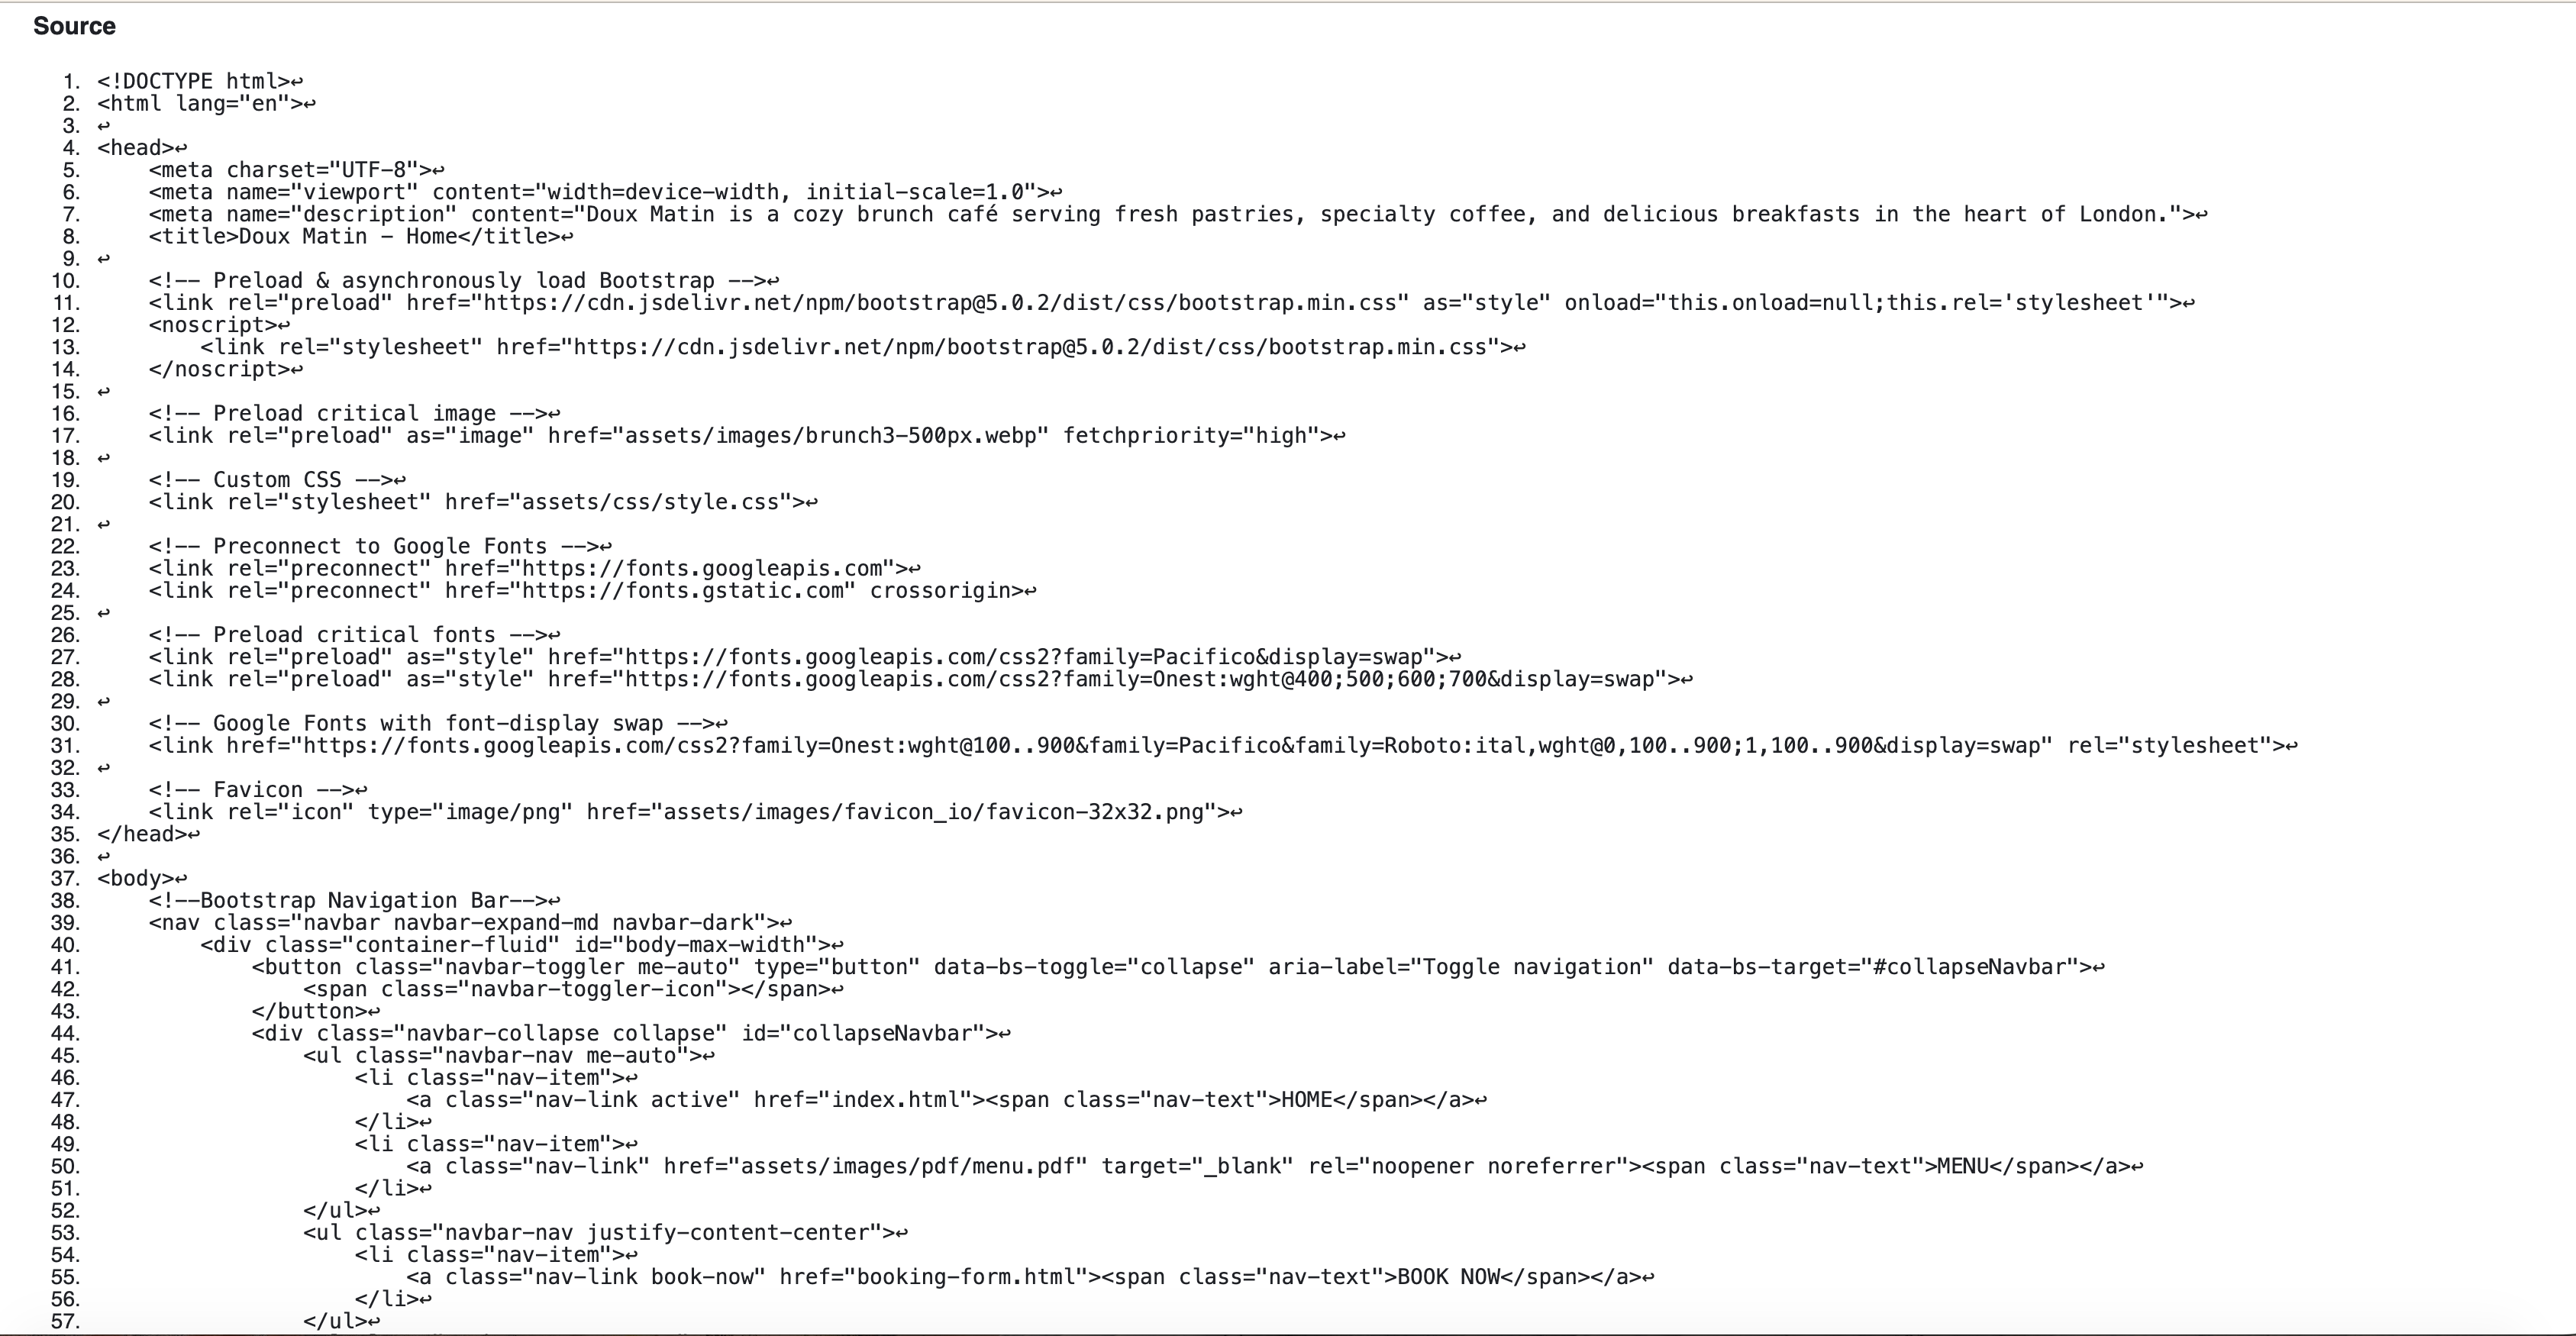 Source
1. <!DOCTYPE html>↩
2. <html lang="en">↩
3. ↩
4. <head>↩
5.     <meta charset="UTF-8">↩
6.     <meta name="viewport" content="width=device-width, initial-scale=1.0">↩
7.     <meta name="description" content="Doux Matin is a cozy brunch café serving fresh pastries, specialty coffee, and delicious breakfasts in the heart of London.">↩
8.     <title>Doux Matin – Home</title>↩
9. ↩
10.     <!-- Preload & asynchronously load Bootstrap -->↩
11.     <link rel="preload" href="https://cdn.jsdelivr.net/npm/bootstrap@5.0.2/dist/css/bootstrap.min.css" as="style" onload="this.onload=null;this.rel='stylesheet'">↩
12.     <noscript>↩
13.         <link rel="stylesheet" href="https://cdn.jsdelivr.net/npm/bootstrap@5.0.2/dist/css/bootstrap.min.css">↩
14.     </noscript>↩
15. ↩
16.     <!-- Preload critical image -->↩
17.     <link rel="preload" as="image" href="assets/images/brunch3-500px.webp" fetchpriority="high">↩
18. ↩
19.     <!-- Custom CSS -->↩
20.     <link rel="stylesheet" href="assets/css/style.css">↩
21. ↩
22.     <!-- Preconnect to Google Fonts -->↩
23.     <link rel="preconnect" href="https://fonts.googleapis.com">↩
24.     <link rel="preconnect" href="https://fonts.gstatic.com" crossorigin>↩
25. ↩
26.     <!-- Preload critical fonts -->↩
27.     <link rel="preload" as="style" href="https://fonts.googleapis.com/css2?family=Pacifico&display=swap">↩
28.     <link rel="preload" as="style" href="https://fonts.googleapis.com/css2?family=Onest:wght@400;500;600;700&display=swap">↩
29. ↩
30.     <!-- Google Fonts with font-display swap -->↩
31.     <link href="https://fonts.googleapis.com/css2?family=Onest:wght@100..900&family=Pacifico&family=Roboto:ital,wght@0,100..900;1,100..900&display=swap" rel="stylesheet">↩
32. ↩
33.     <!-- Favicon -->↩
34.     <link rel="icon" type="image/png" href="assets/images/favicon_io/favicon-32x32.png">↩
35. </head>↩
36. ↩
37. <body>↩
38.     <!--Bootstrap Navigation Bar-->↩
39.     <nav class="navbar navbar-expand-md navbar-dark">↩
40.         <div class="container-fluid" id="body-max-width">↩
41.             <button class="navbar-toggler me-auto" type="button" data-bs-toggle="collapse" aria-label="Toggle navigation" data-bs-target="#collapseNavbar">↩
42.                 <span class="navbar-toggler-icon"></span>↩
43.             </button>↩
44.             <div class="navbar-collapse collapse" id="collapseNavbar">↩
45.                 <ul class="navbar-nav me-auto">↩
46.                     <li class="nav-item">↩
47.                         <a class="nav-link active" href="index.html"><span class="nav-text">HOME</span></a>↩
48.                     </li>↩
49.                     <li class="nav-item">↩
50.                         <a class="nav-link" href="assets/images/pdf/menu.pdf" target="_blank" rel="noopener noreferrer"><span class="nav-text">MENU</span></a>↩
51.                     </li>↩
52.                 </ul>↩
53.                 <ul class="navbar-nav justify-content-center">↩
54.                     <li class="nav-item">↩
55.                         <a class="nav-link book-now" href="booking-form.html"><span class="nav-text">BOOK NOW</span></a>↩
56.                     </li>↩
57.                 </ul>↩